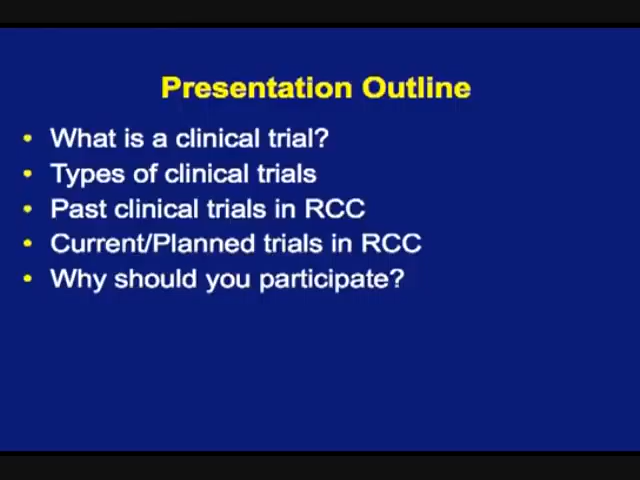 Presentation Outline
• What is a clinical trial?
• Types of clinical trials
• Past clinical trials in RCC
• Current/Planned trials in RCC
• Why should you participate?